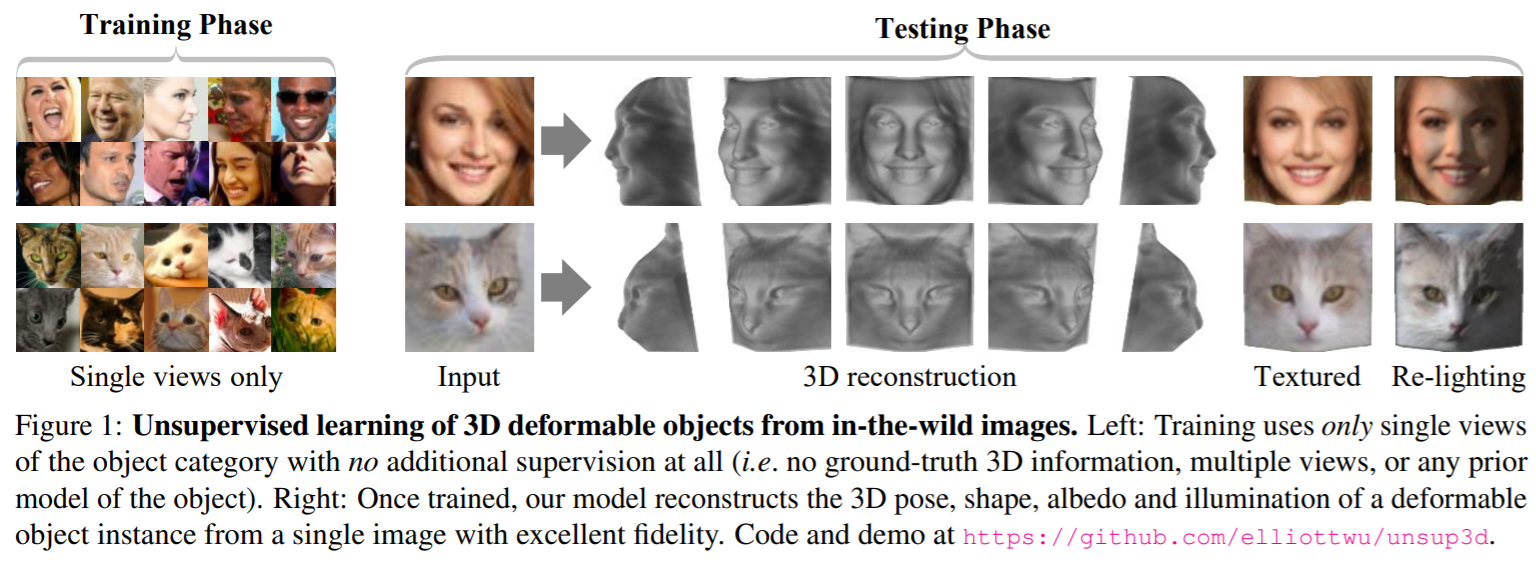 Training Phase
Testing Phase
Single views only
Input
3D reconstruction
Textured
Re-lighting
Figure 1: Unsupervised learning of 3D deformable objects from in-the-wild images. Left: Training uses only single views
of the object category with no additional supervision at all (i.e. no ground-truth 3D information, multiple views, or any prior
model of the object). Right: Once trained, our model reconstructs the 3D pose, shape, albedo and illumination of a deformable
object instance from a single image with excellent fidelity. Code and demo at https://github.com/elliottwu/unsup3d.